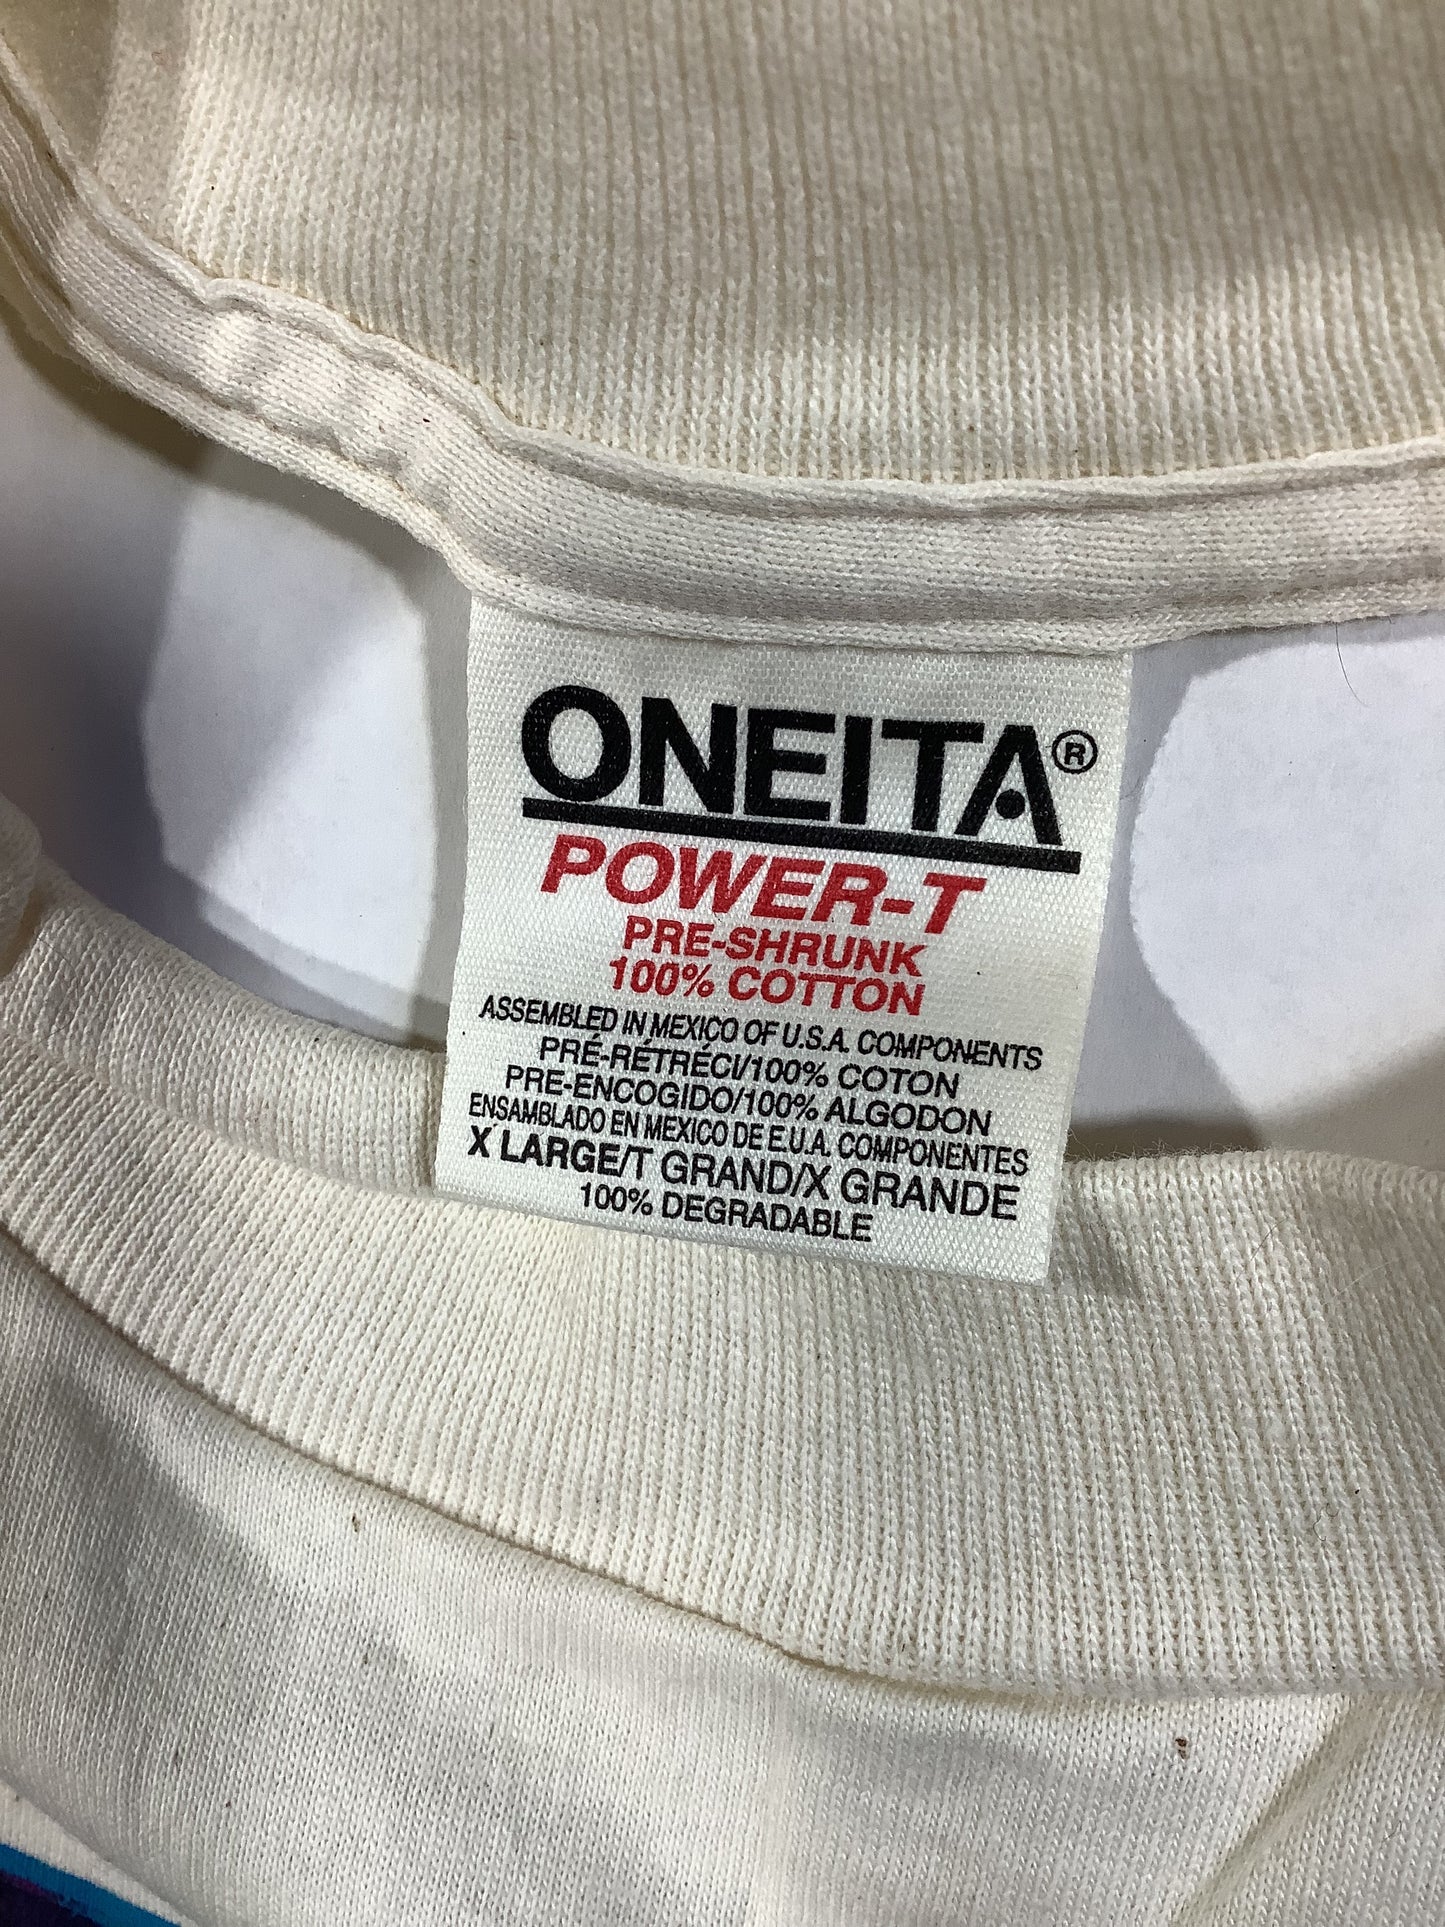 ONEITA®
POWER-T
PRE-SHRUNK
100% COTTON
ASSEMBLED IN MEXICO OF U.S.A. COMPONENTS
PRÉ-RÉTRÉCI/100% COTON
PRE-ENCOGIDO/100% ALGODON
ENSAMBLADO EN MEXICO DE E.U.A. COMPONENTES
X LARGE/T GRAND/X GRANDE
100% DEGRADABLE